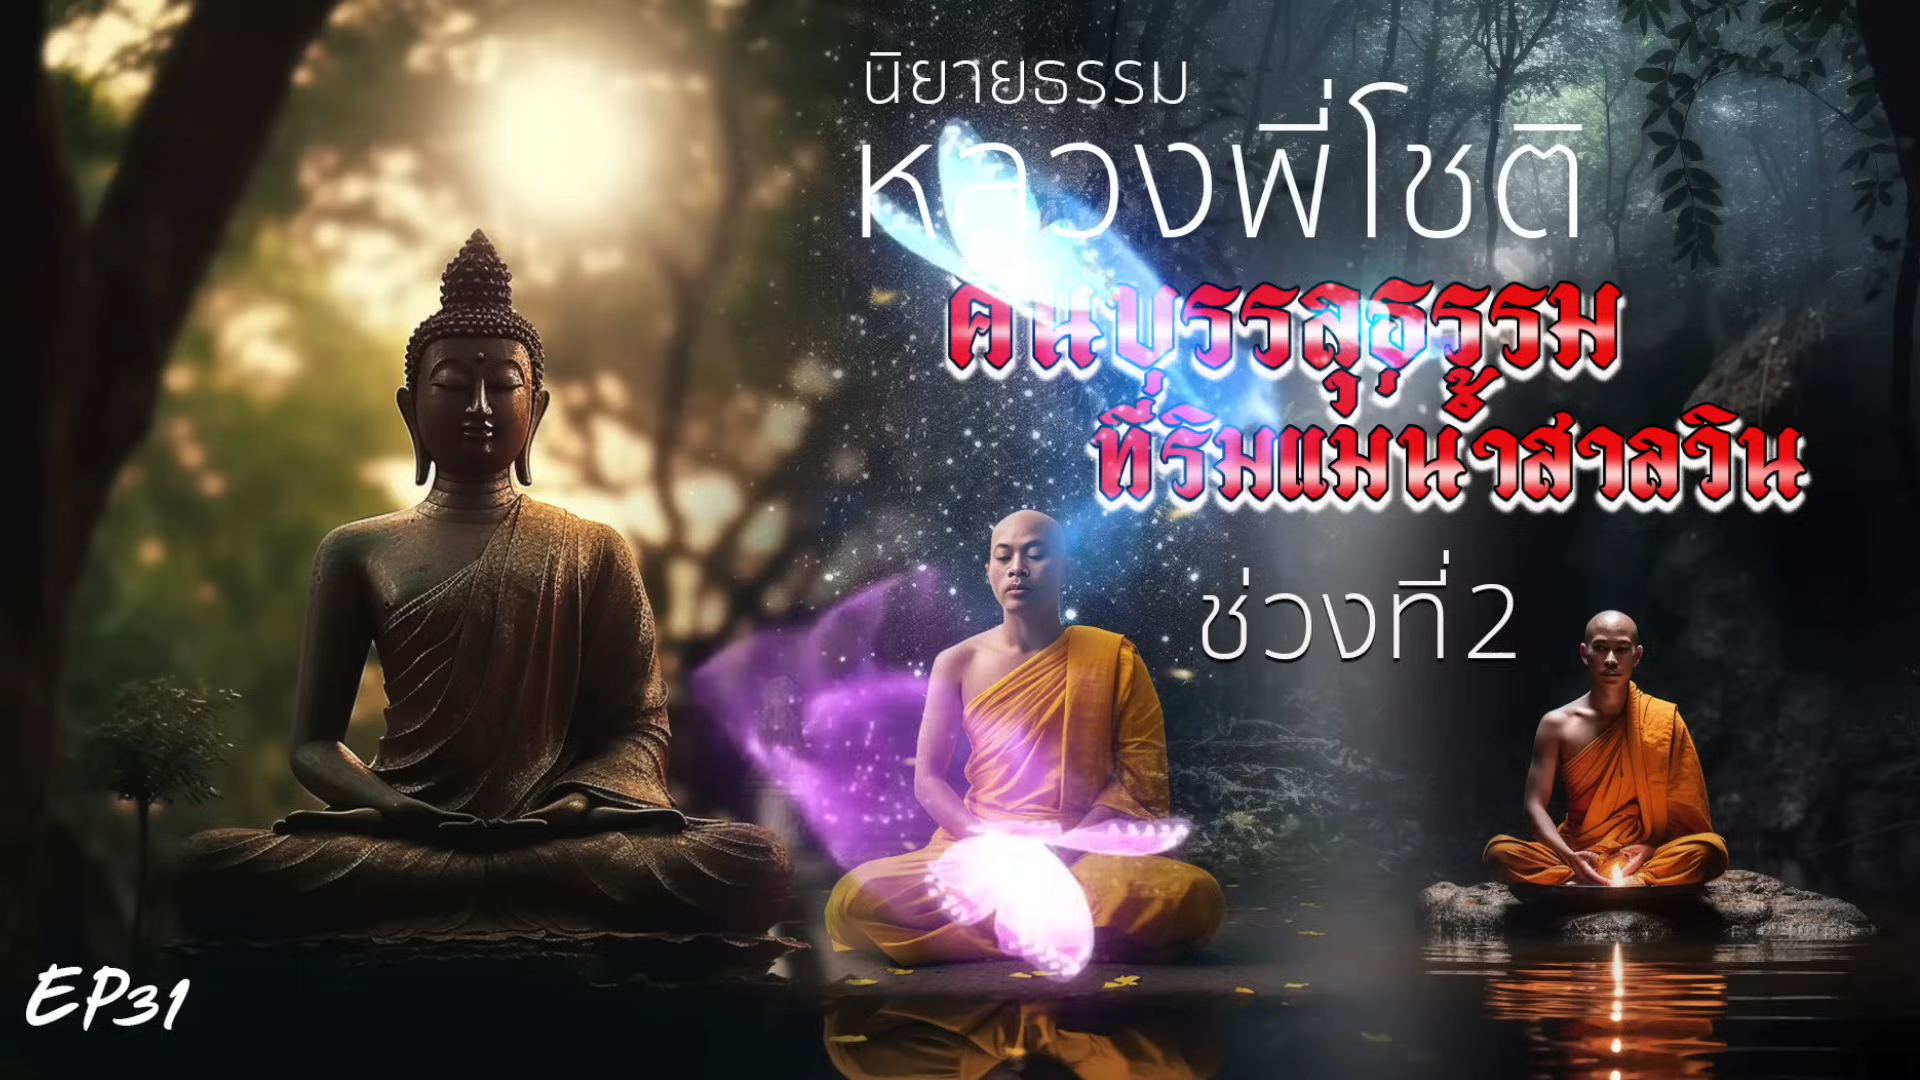 นิยายธรรม
หลวงพี่โชติ
คืนบรรลุธรรม
ที่ริมแม่น้ำสาลวิน
ช่วงที่ 2
EP31